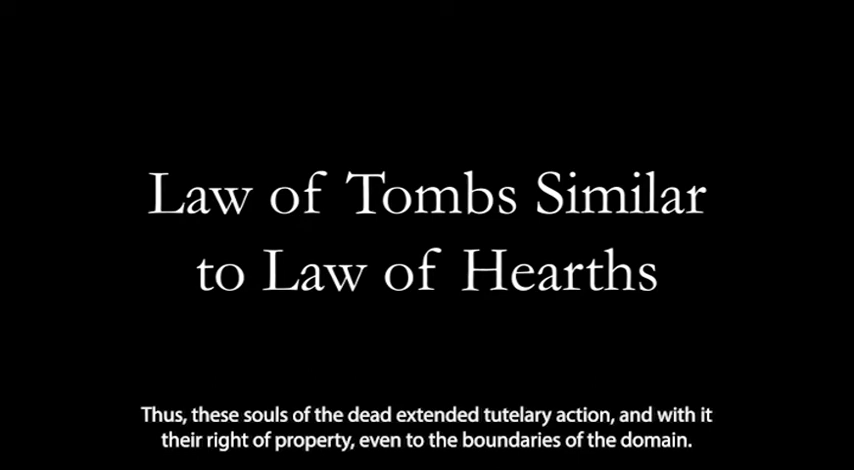 Law of Tombs Similar
to Law of Hearths
Thus, these souls of the dead extended tutelary action, and with it
their right of property, even to the boundaries of the domain.